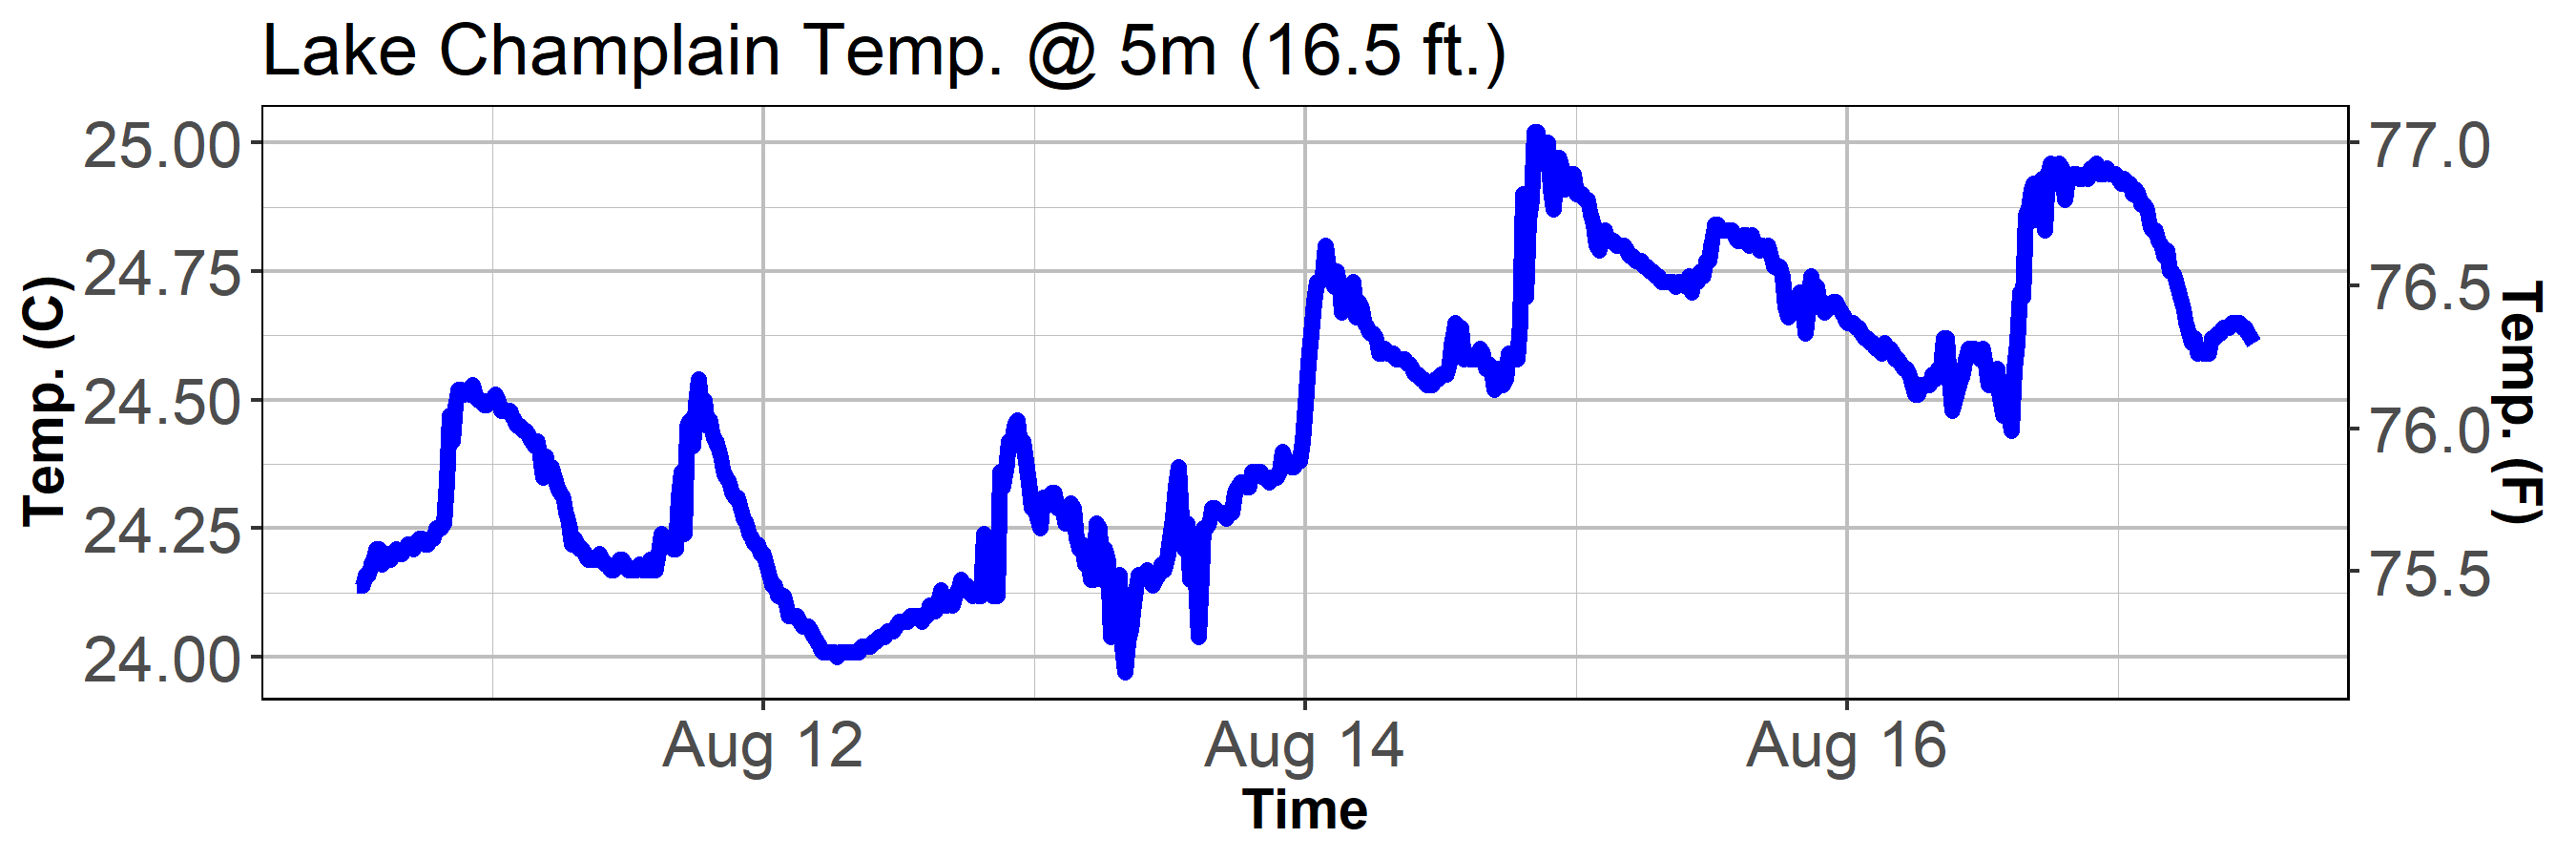 Lake Champlain Temp. @ 5m (16.5 ft.)
Temp. (C)
25.00
24.75
24.50
24.25
24.00
77.0
76.5
76.0
75.5
Temp. (F)
Aug 12
Aug 14
Aug 16
Time